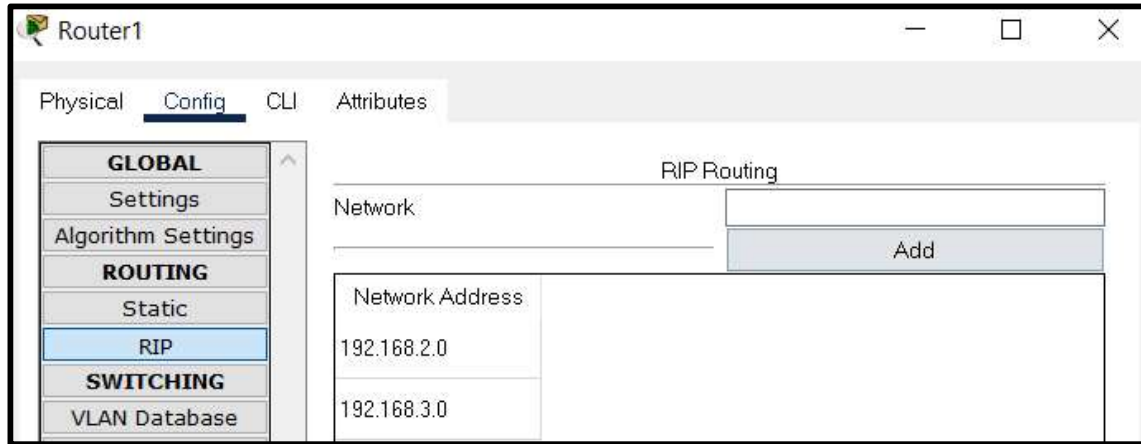 Router1
Physical Config CLI Attributes
GLOBAL
Settings
Algorithm Settings
ROUTING
Static
RIP
SWITCHING
VLAN Database
RIP Routing
Network
Add
Network Address
192.168.2.0
192.168.3.0